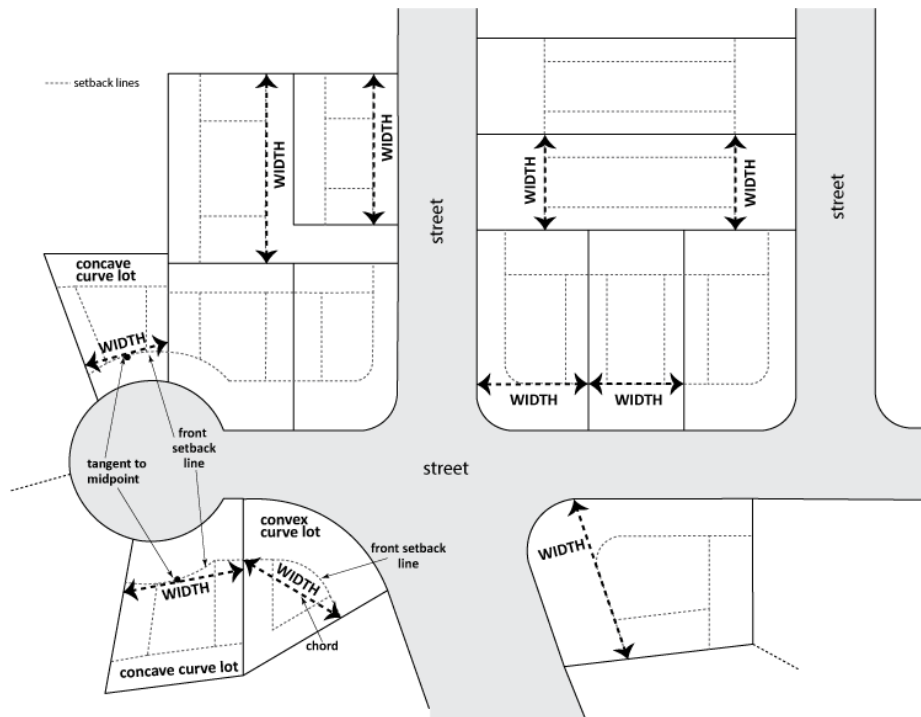 setback lines
WIDTH
WIDTH
street
WIDTH
WIDTH
street
concave
curve lot
WIDTH
WIDTH
WIDTH
front
setback
line
tangent to
midpoint
street
convex
curve lot
front setback
line
WIDTH
WIDTH
WIDTH
chord
concave curve lot